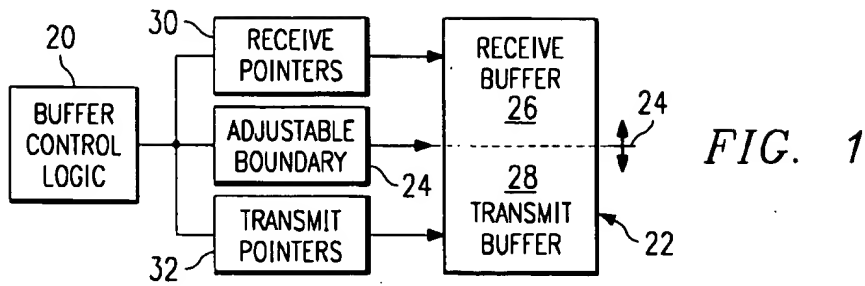 30
RECEIVE
POINTERS
20
BUFFER
CONTROL
LOGIC
ADJUSTABLE
BOUNDARY
24
TRANSMIT
POINTERS
32
RECEIVE
BUFFER
26
24
28
TRANSMIT
BUFFER
22
FIG. 1